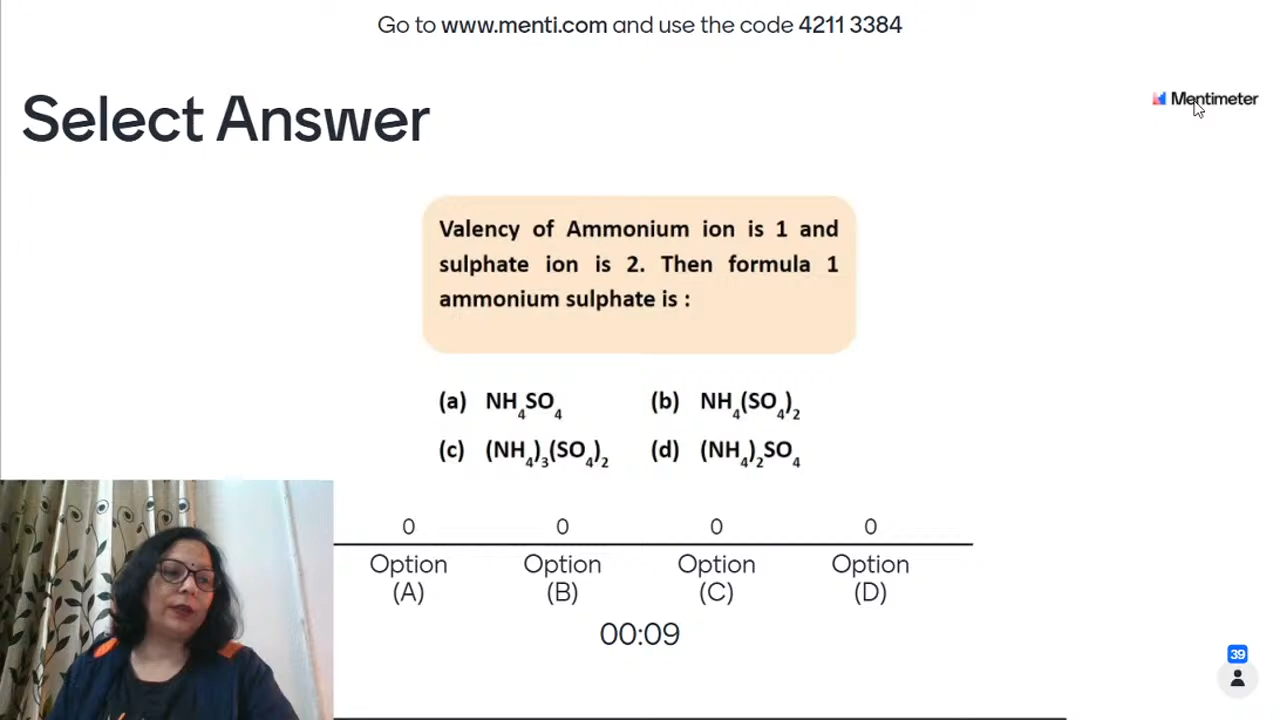 Go to www.menti.com and use the code 4211 3384
Select Answer
Mentimeter
Valency of Ammonium ion is 1 and
sulphate ion is 2. Then formula 1
ammonium sulphate is :
(a) NH₄SO₄ (b) NH₄(SO₄)₂
(c) (NH₄)₃(SO₄)₂ (d) (NH₄)₂SO₄
0 0 0 0
Option Option Option Option
(A) (B) (C) (D)
00:09
39